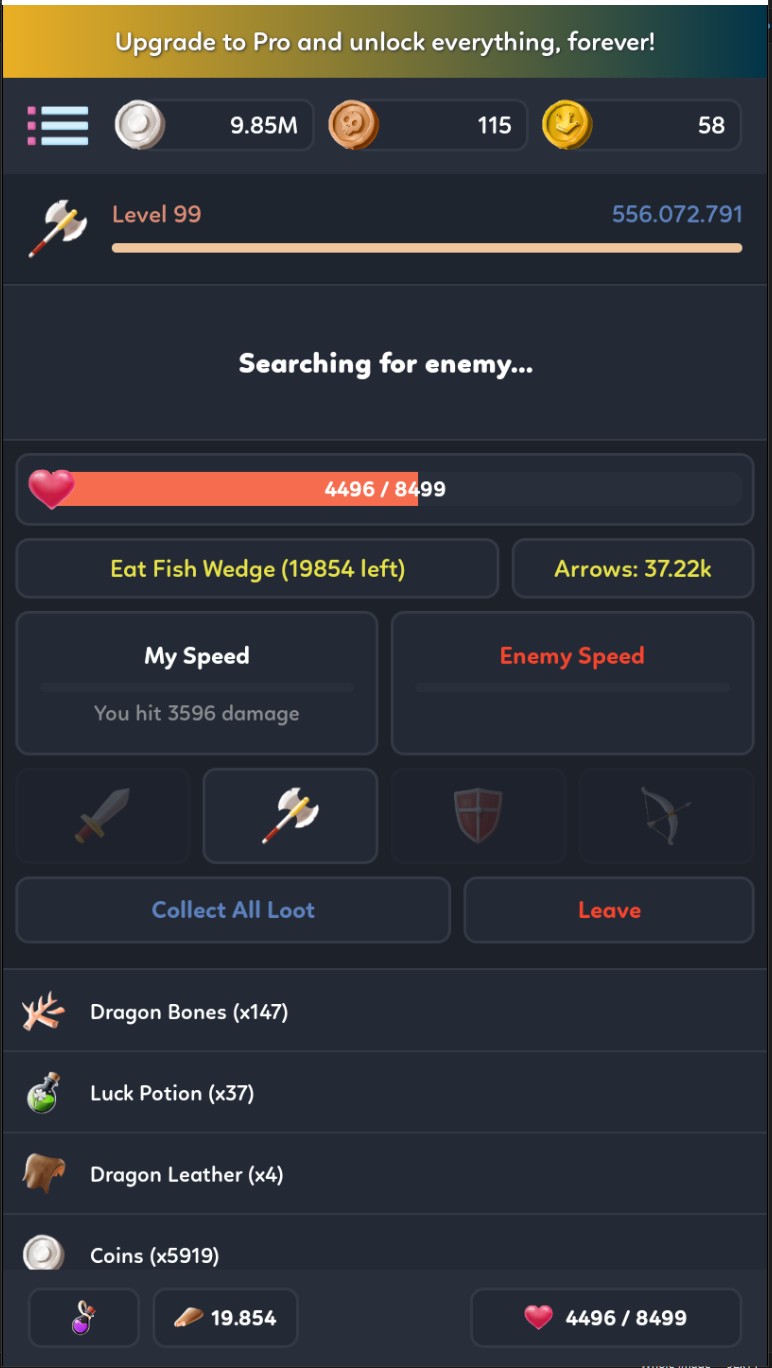 Upgrade to Pro and unlock everything, forever!
9.85M 115 58
Level 99 556.072.791
Searching for enemy...
4496 / 8499
Eat Fish Wedge (19854 left) Arrows: 37.22k
My Speed Enemy Speed
You hit 3596 damage
Collect All Loot Leave
Dragon Bones (x147)
Luck Potion (x37)
Dragon Leather (x4)
Coins (x5919)
19.854 4496 / 8499